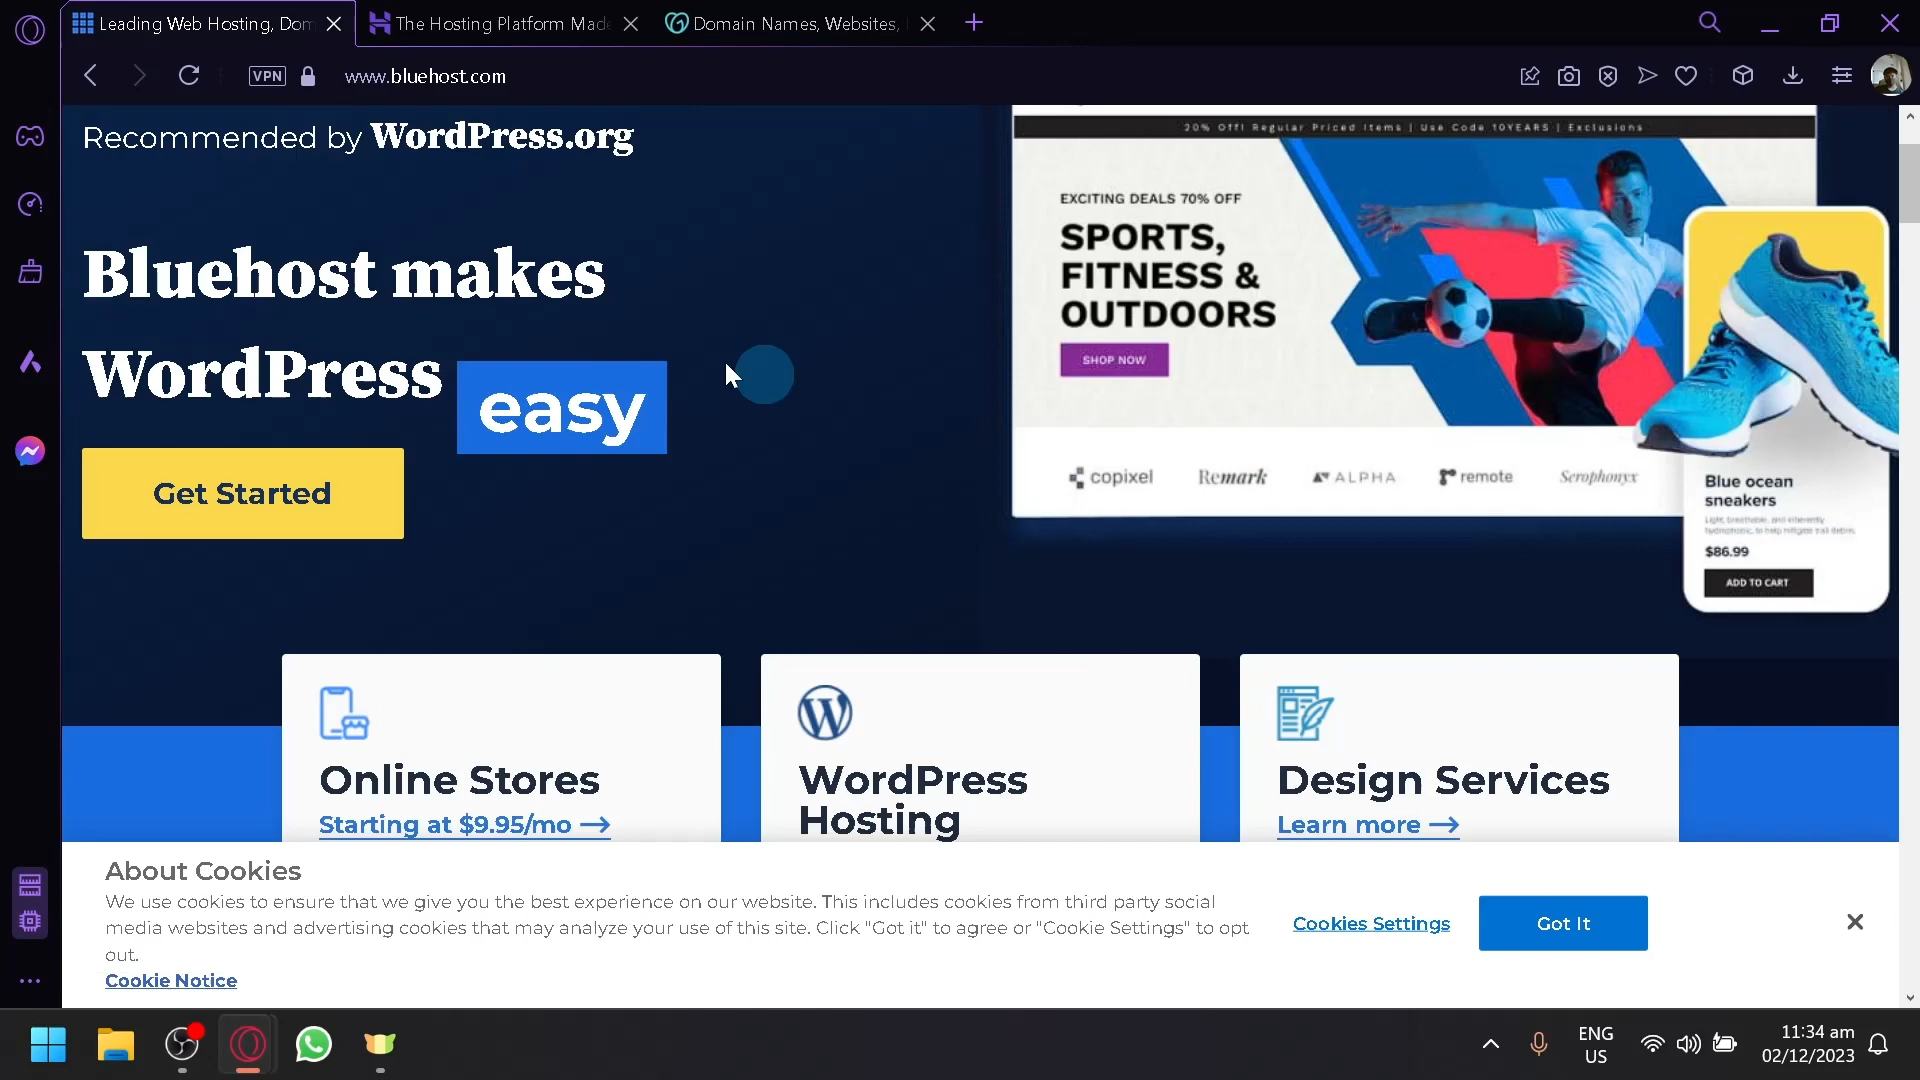 Leading Web Hosting, Dom
The Hosting Platform Made
Domain Names, Websites,
VPN
www.bluehost.com
Recommended by WordPress.org
Bluehost makes
WordPress easy
Get Started
20% Off! Regular Priced Items | Use Code 10YEARS | Exclusions
EXCITING DEALS 70% OFF
SPORTS,
FITNESS &
OUTDOORS
SHOP NOW
copixel
Remark
ALPHA
remote
Serophonyx
Blue ocean
sneakers
Light, breathable, and inherently
$86.99
ADD TO CART
Online Stores
Starting at $9.95/mo →
WordPress
Hosting
Design Services
Learn more →
About Cookies
We use cookies to ensure that we give you the best experience on our website. This includes cookies from third party social
media websites and advertising cookies that may analyze your use of this site. Click "Got it" to agree or "Cookie Settings" to opt
out.
Cookie Notice
Cookies Settings
Got It
ENG
US
11:34 am
02/12/2023